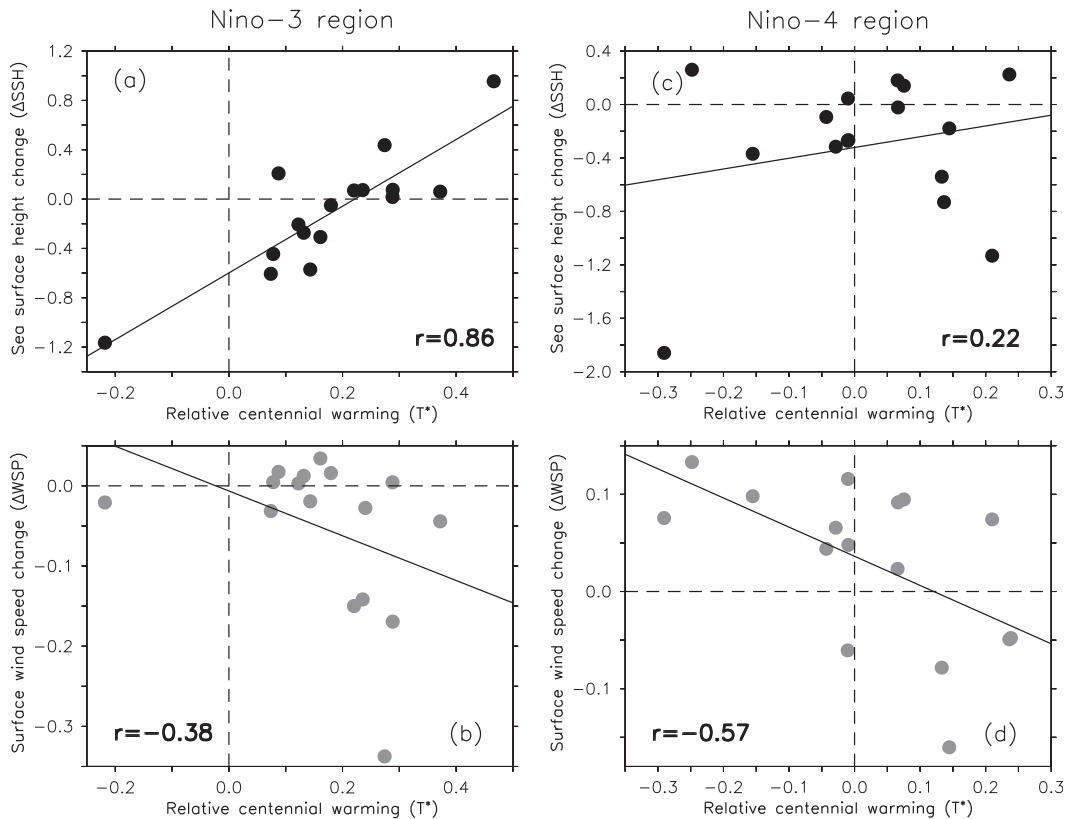 Nino−3 region
Nino−4 region
(a)
1.2
0.8
0.4
0.0
−0.4
−0.8
−1.2
Sea surface height change (ΔSSH)
r=0.86
−0.2
0.0
0.2
0.4
Relative centennial warming (T*)
(c)
0.4
0.0
−0.4
−0.8
−1.2
−1.6
−2.0
Sea surface height change (ΔSSH)
r=0.22
−0.3
−0.2
−0.1
0.0
0.1
0.2
0.3
Relative centennial warming (T*)
0.0
−0.1
−0.2
−0.3
Surface wind speed change (ΔWSP)
r=−0.38
(b)
−0.2
0.0
0.2
0.4
Relative centennial warming (T*)
0.1
0.0
−0.1
Surface wind speed change (ΔWSP)
r=−0.57
(d)
−0.3
−0.2
−0.1
0.0
0.1
0.2
0.3
Relative centennial warming (T*)